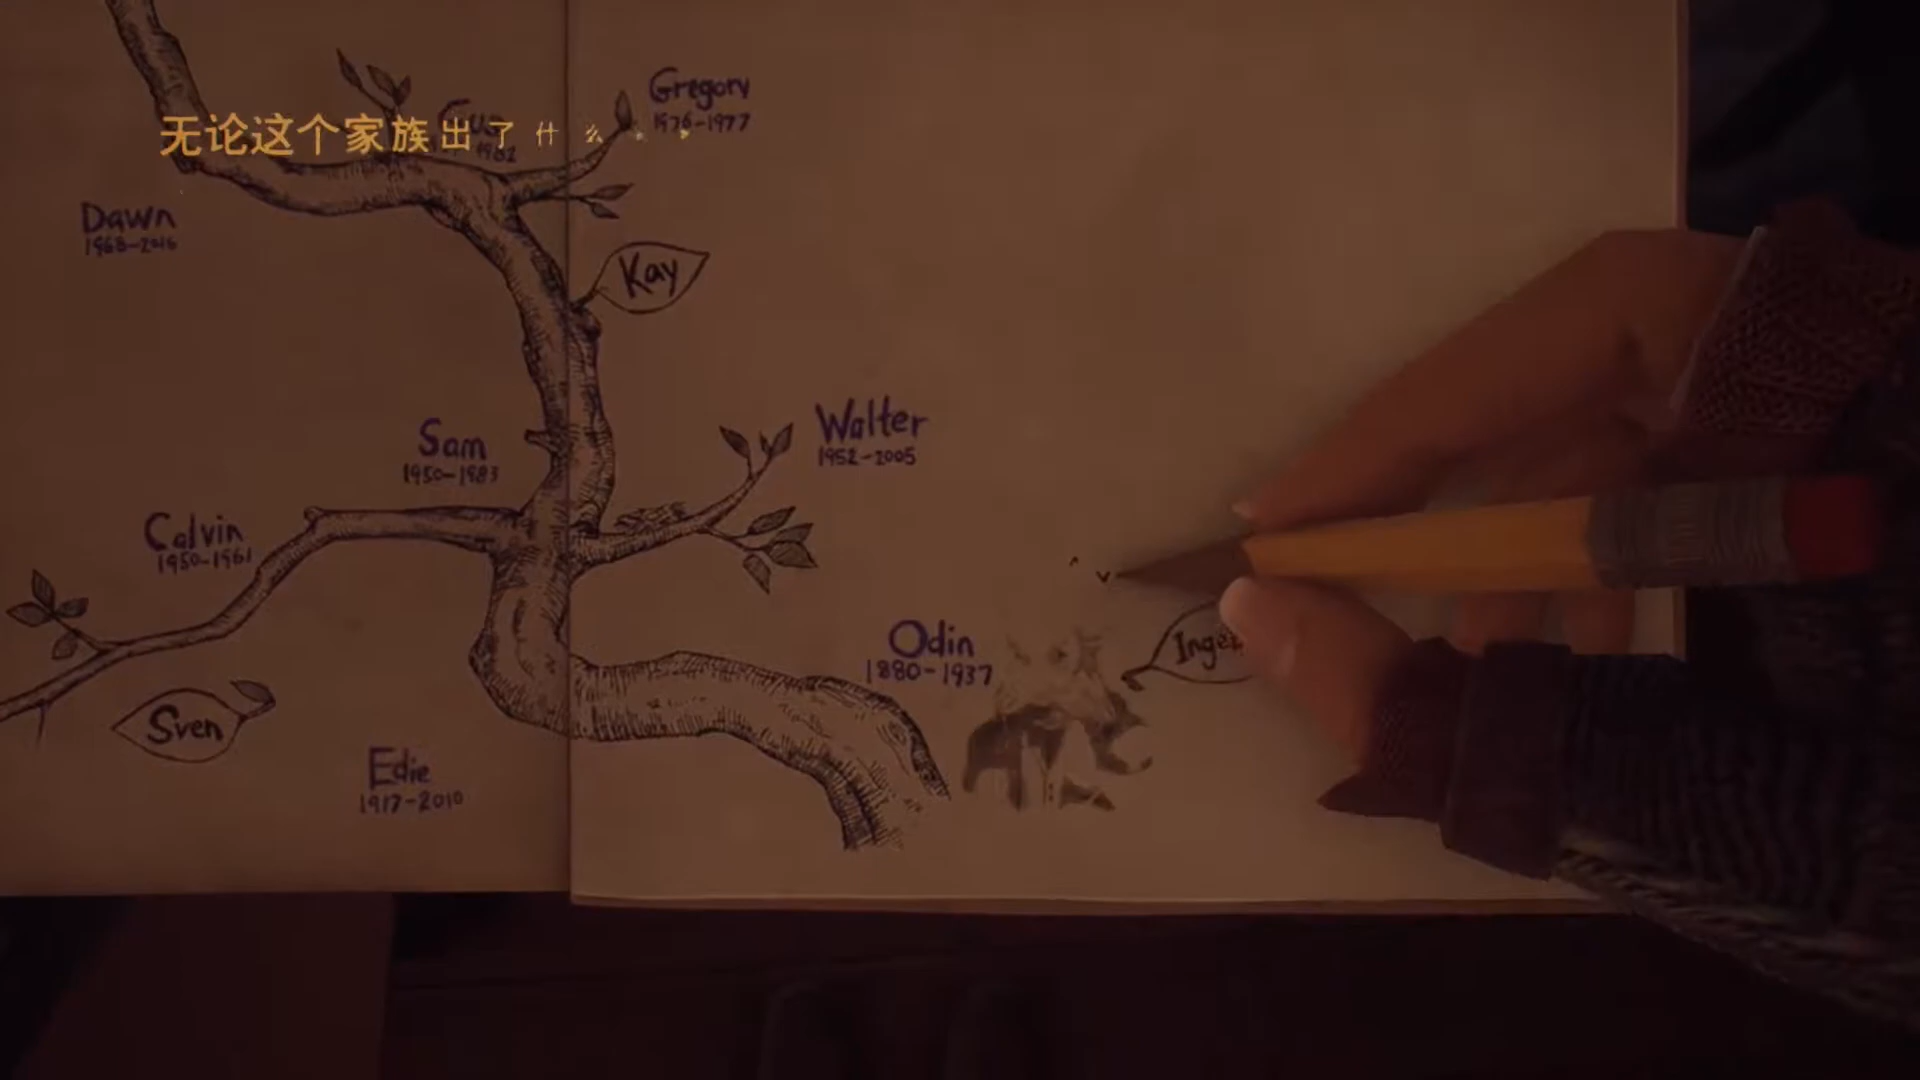 Gregory
1976-1977
无论这个家族出了什么
Gus
Dawn
1968-2016
Kay
Walter
1952-2005
Sam
1950-1983
Calvin
1950-1961
Odin
1880-1937
Sven
Edie
1917-2010